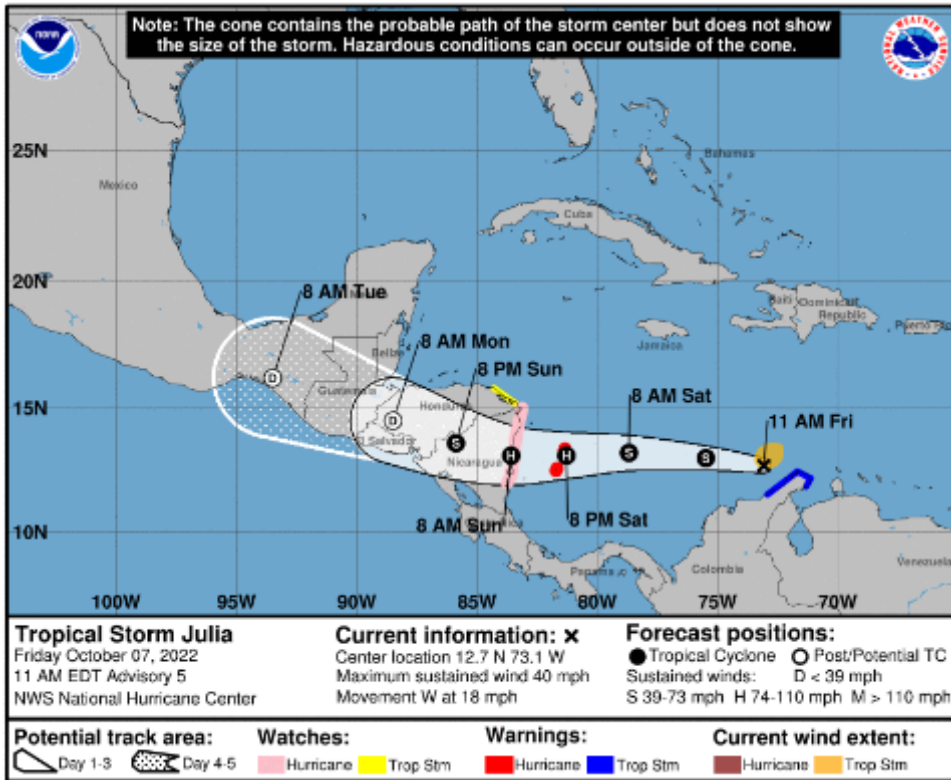 Note: The cone contains the probable path of the storm center but does not show
the size of the storm. Hazardous conditions can occur outside of the cone.
NOAA
25N
Mexico
Bahamas
Cuba
20N
8 AM Tue
Haiti
Dominican
Republic
Puerto
Jamaica
Belize
8 AM Mon
8 PM Sun
8 AM Sat
D
Guatemala
Honduras
15N
11 AM Fri
D
El Salvador
S
Nicaragua
H
H
S
S
8 AM Sun
8 PM Sat
10N
Panama
Colombia
Venezuela
100W
95W
90W
85W
80W
75W
70W
Tropical Storm Julia
Friday October 07, 2022
11 AM EDT Advisory 5
NWS National Hurricane Center
Current information: ×
Center location 12.7 N 73.1 W
Maximum sustained wind 40 mph
Movement W at 18 mph
Forecast positions:
● Tropical Cyclone ○ Post/Potential TC
Sustained winds: D < 39 mph
S 39-73 mph H 74-110 mph M > 110 mph
Potential track area:
Day 1-3 Day 4-5
Watches:
Hurricane Trop Stm
Warnings:
Hurricane Trop Stm
Current wind extent:
Hurricane Trop Stm